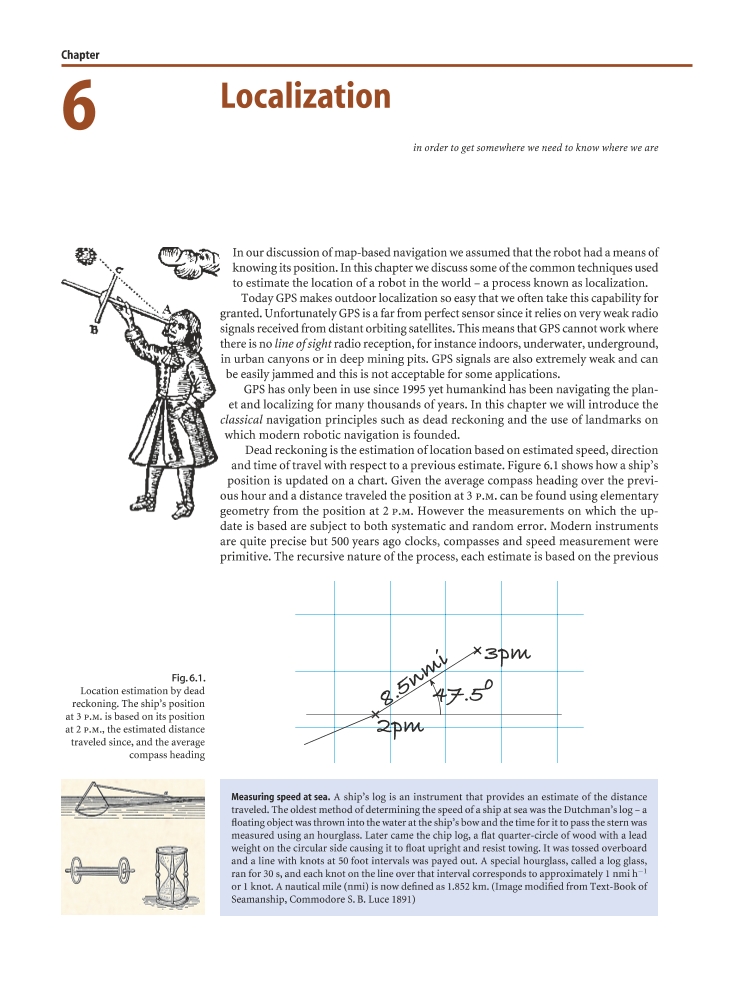 Chapter
6
Localization
in order to get somewhere we need to know where we are
C
A
B
In our discussion of map-based navigation we assumed that the robot had a means of
knowing its position. In this chapter we discuss some of the common techniques used
to estimate the location of a robot in the world – a process known as localization.
Today GPS makes outdoor localization so easy that we often take this capability for
granted. Unfortunately GPS is a far from perfect sensor since it relies on very weak radio
signals received from distant orbiting satellites. This means that GPS cannot work where
there is no line of sight radio reception, for instance indoors, underwater, underground,
in urban canyons or in deep mining pits. GPS signals are also extremely weak and can
be easily jammed and this is not acceptable for some applications.
GPS has only been in use since 1995 yet humankind has been navigating the plan-
et and localizing for many thousands of years. In this chapter we will introduce the
classical navigation principles such as dead reckoning and the use of landmarks on
which modern robotic navigation is founded.
Dead reckoning is the estimation of location based on estimated speed, direction
and time of travel with respect to a previous estimate. Figure 6.1 shows how a ship's
position is updated on a chart. Given the average compass heading over the previ-
ous hour and a distance traveled the position at 3 P.M. can be found using elementary
geometry from the position at 2 P.M. However the measurements on which the up-
date is based are subject to both systematic and random error. Modern instruments
are quite precise but 500 years ago clocks, compasses and speed measurement were
primitive. The recursive nature of the process, each estimate is based on the previous
3pm
8.5nmi
47.5°
2pm
Fig. 6.1.
Location estimation by dead
reckoning. The ship's position
at 3 P.M. is based on its position
at 2 P.M., the estimated distance
traveled since, and the average
compass heading
Measuring speed at sea. A ship's log is an instrument that provides an estimate of the distance
traveled. The oldest method of determining the speed of a ship at sea was the Dutchman's log – a
floating object was thrown into the water at the ship's bow and the time for it to pass the stern was
measured using an hourglass. Later came the chip log, a flat quarter-circle of wood with a lead
weight on the circular side causing it to float upright and resist towing. It was tossed overboard
and a line with knots at 50 foot intervals was payed out. A special hourglass, called a log glass,
ran for 30 s, and each knot on the line over that interval corresponds to approximately 1 nmi h⁻¹
or 1 knot. A nautical mile (nmi) is now defined as 1.852 km. (Image modified from Text-Book of
Seamanship, Commodore S. B. Luce 1891)